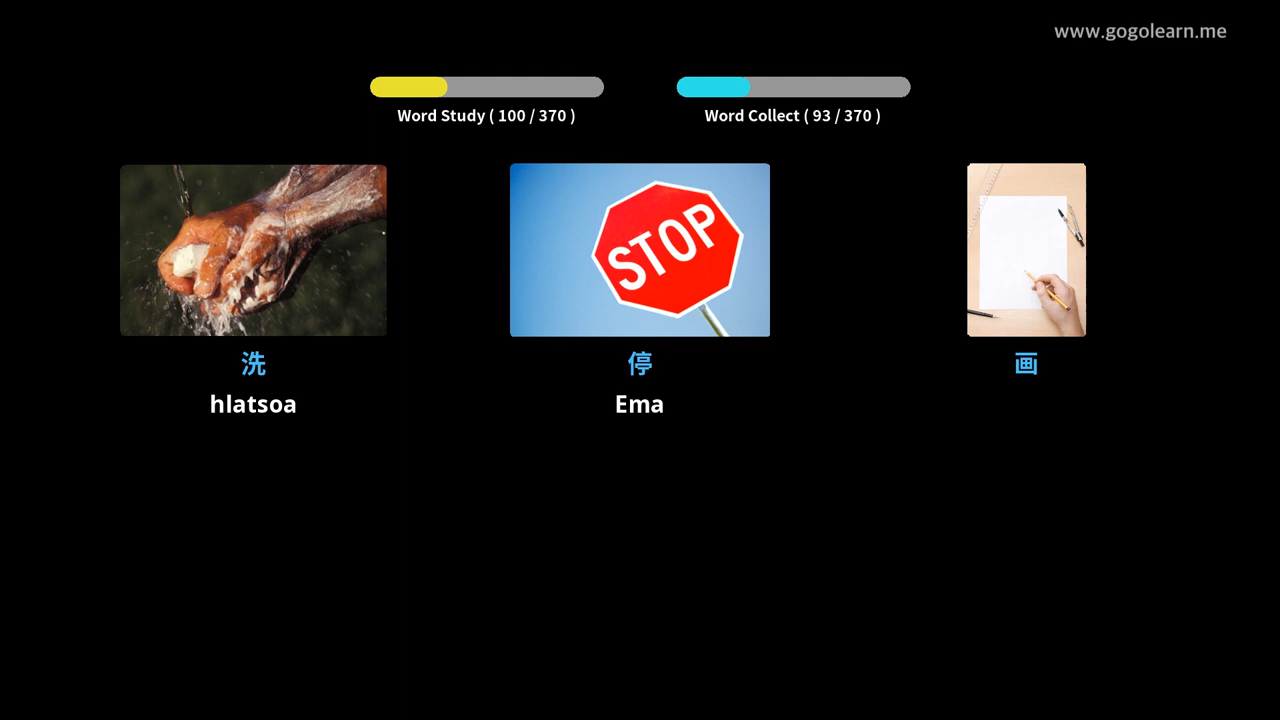 www.gogolearn.me
Word Study ( 100 / 370 )
Word Collect ( 93 / 370 )
STOP
洗
停
画
hlatsoa
Ema